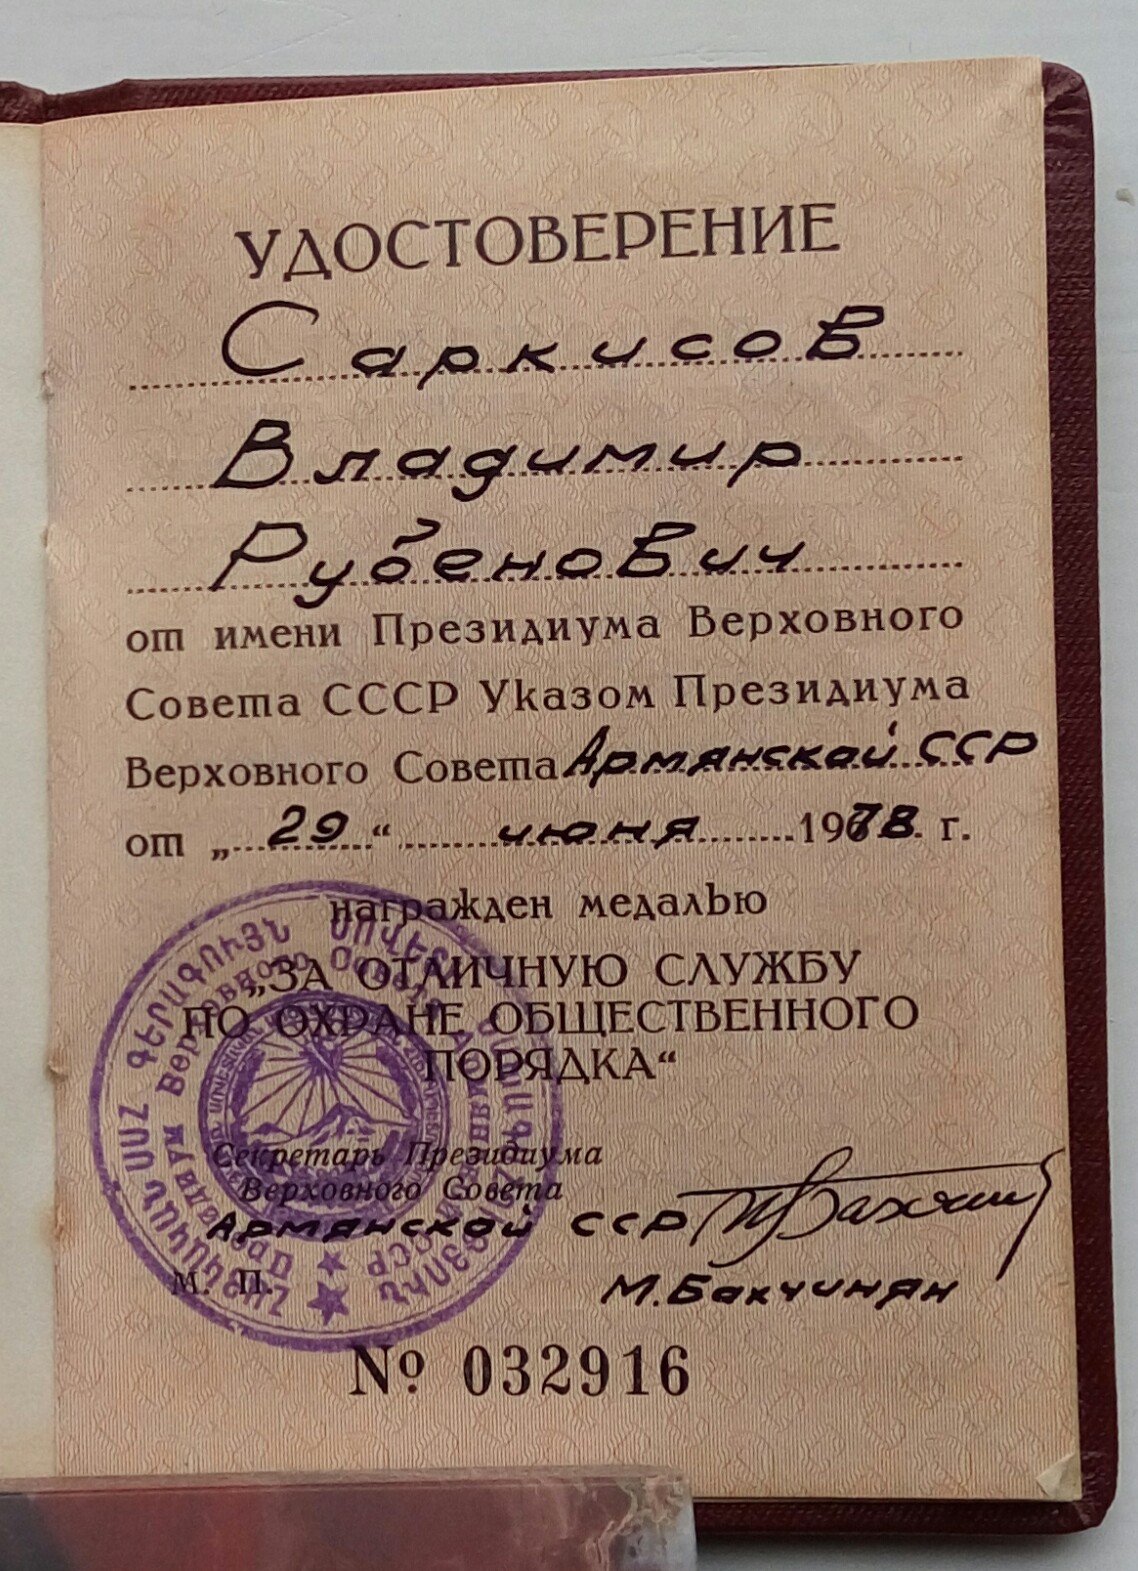 УДОСТОВЕРЕНИЕ
Саркисов
Владимир
Рубенович
от имени Президиума Верховного
Совета СССР Указом Президиума
Верховного Совета Армянской ССР
от „ 29 “ июня 1978. г.
награжден медалью
„ЗА ОТЛИЧНУЮ СЛУЖБУ
ПО ОХРАНЕ ОБЩЕСТВЕННОГО
ПОРЯДКА“
Секретарь Президиума
Верховного Совета
Армянской ССР
М. П.
М. Бахчинян
№ 032916